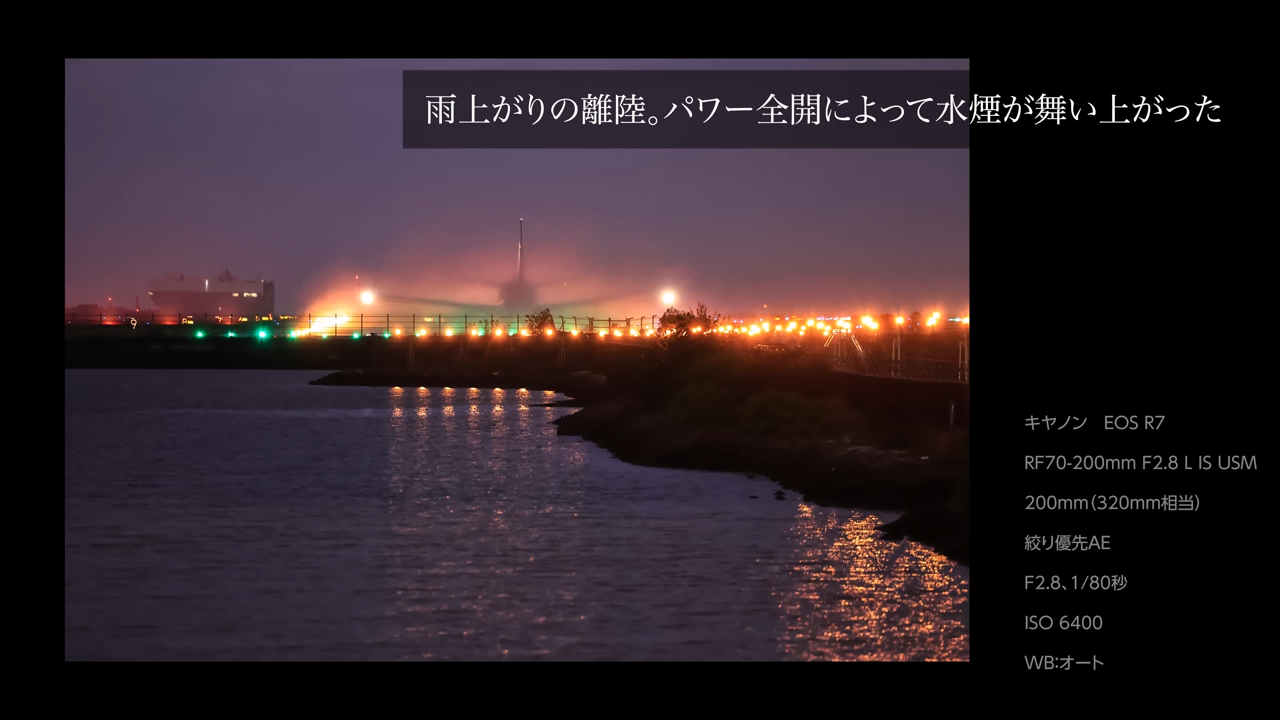 雨上がりの離陸。パワー全開によって水煙が舞い上がった
キヤノン　EOS R7
RF70-200mm F2.8 L IS USM
200mm（320mm相当）
絞り優先AE
F2.8、1/80秒
ISO 6400
WB:オート